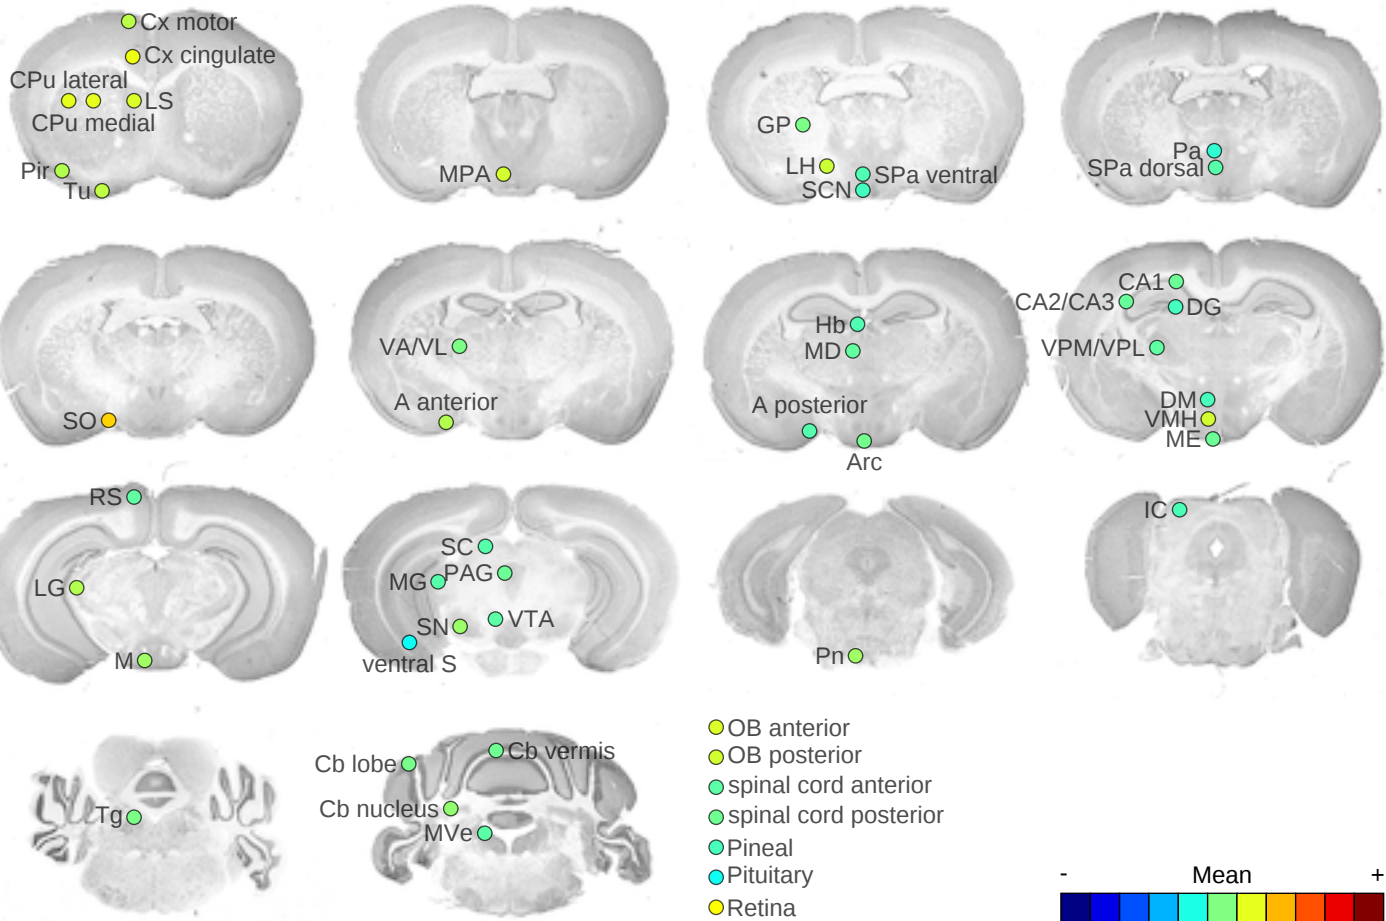 Cx motor
Cx cingulate
CPu lateral
LS
CPu medial
Pir
Tu
MPA
GP
LH
SPa ventral
SCN
Pa
SPa dorsal
SO
VA/VL
A anterior
Hb
MD
A posterior
Arc
CA1
CA2/CA3
DG
VPM/VPL
DM
VMH
ME
RS
LG
M
SC
MG
PAG
SN
VTA
ventral S
Pn
IC
Tg
Cb lobe
Cb vermis
Cb nucleus
MVe
OB anterior
OB posterior
spinal cord anterior
spinal cord posterior
Pineal
Pituitary
Retina
- Mean +